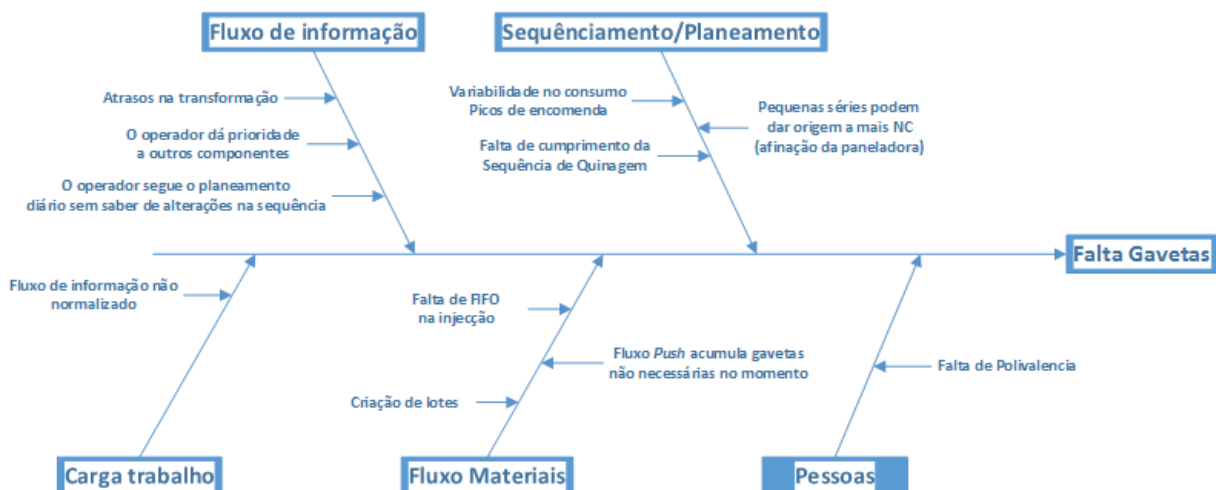 Fluxo de informação
Sequênciamento/Planeamento
Atrasos na transformação
O operador dá prioridade
a outros componentes
O operador segue o planeamento
diário sem saber de alterações na sequência
Variabilidade no consumo
Picos de encomenda
Falta de cumprimento da
Sequência de Quinagem
Pequenas séries podem
dar origem a mais NC
(afinação da paneladora)
Falta Gavetas
Fluxo de informação não
normalizado
Falta de FIFO
na injecção
Fluxo Push acumula gavetas
não necessárias no momento
Criação de lotes
Falta de Polivalencia
Carga trabalho
Fluxo Materiais
Pessoas